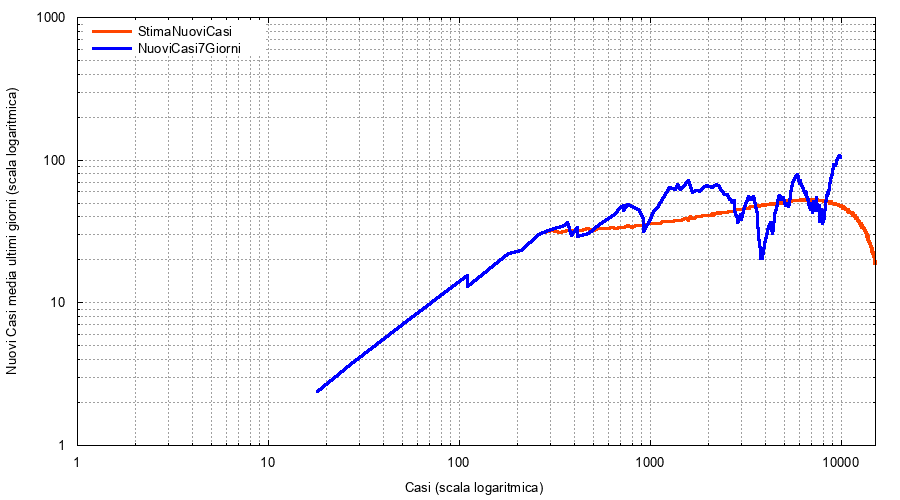 1000
StimaNuoviCasi
NuoviCasi7Giorni
100
10
1
Nuovi Casi media ultimi giorni (scala logaritmica)
1 10 100 1000 10000
Casi (scala logaritmica)